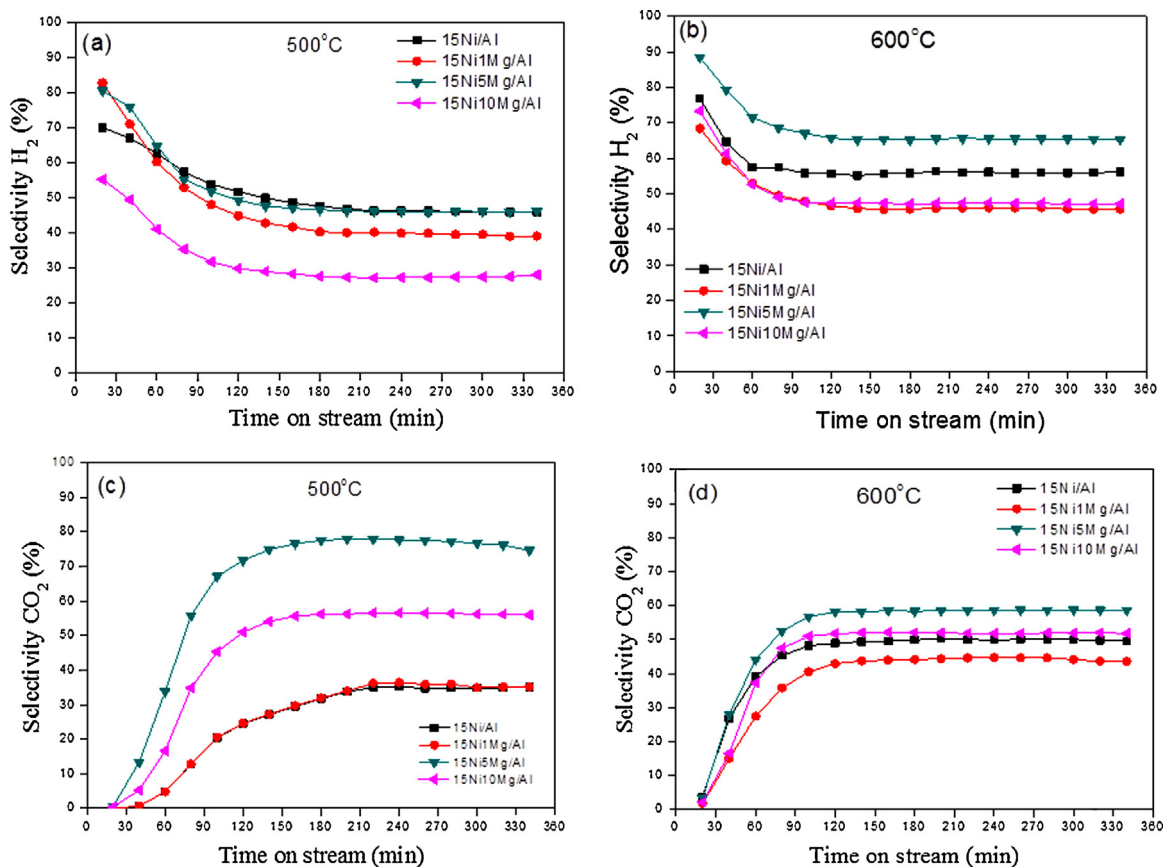 (a)
500°C
15Ni/Al
15Ni1Mg/Al
15Ni5Mg/Al
15Ni10Mg/Al
Selectivity H₂ (%)
100
90
80
70
60
50
40
30
20
10
0
0 30 60 90 120 150 180 210 240 270 300 330 360
Time on stream (min)
(b)
600°C
Selectivity H₂ (%)
100
90
80
70
60
50
40
30
20
10
0
15Ni/Al
15Ni1Mg/Al
15Ni5Mg/Al
15Ni10Mg/Al
0 30 60 90 120 150 180 210 240 270 300 330 360
Time on stream (min)
(c)
500°C
Selectivity CO₂ (%)
100
90
80
70
60
50
40
30
20
10
0
15Ni/Al
15Ni1Mg/Al
15Ni5Mg/Al
15Ni10Mg/Al
0 30 60 90 120 150 180 210 240 270 300 330 360
Time on stream (min)
(d)
600°C
15Ni/Al
15Ni1Mg/Al
15Ni5Mg/Al
15Ni10Mg/Al
Selectivity CO₂ (%)
100
90
80
70
60
50
40
30
20
10
0
0 30 60 90 120 150 180 210 240 270 300 330 360
Time on stream (min)